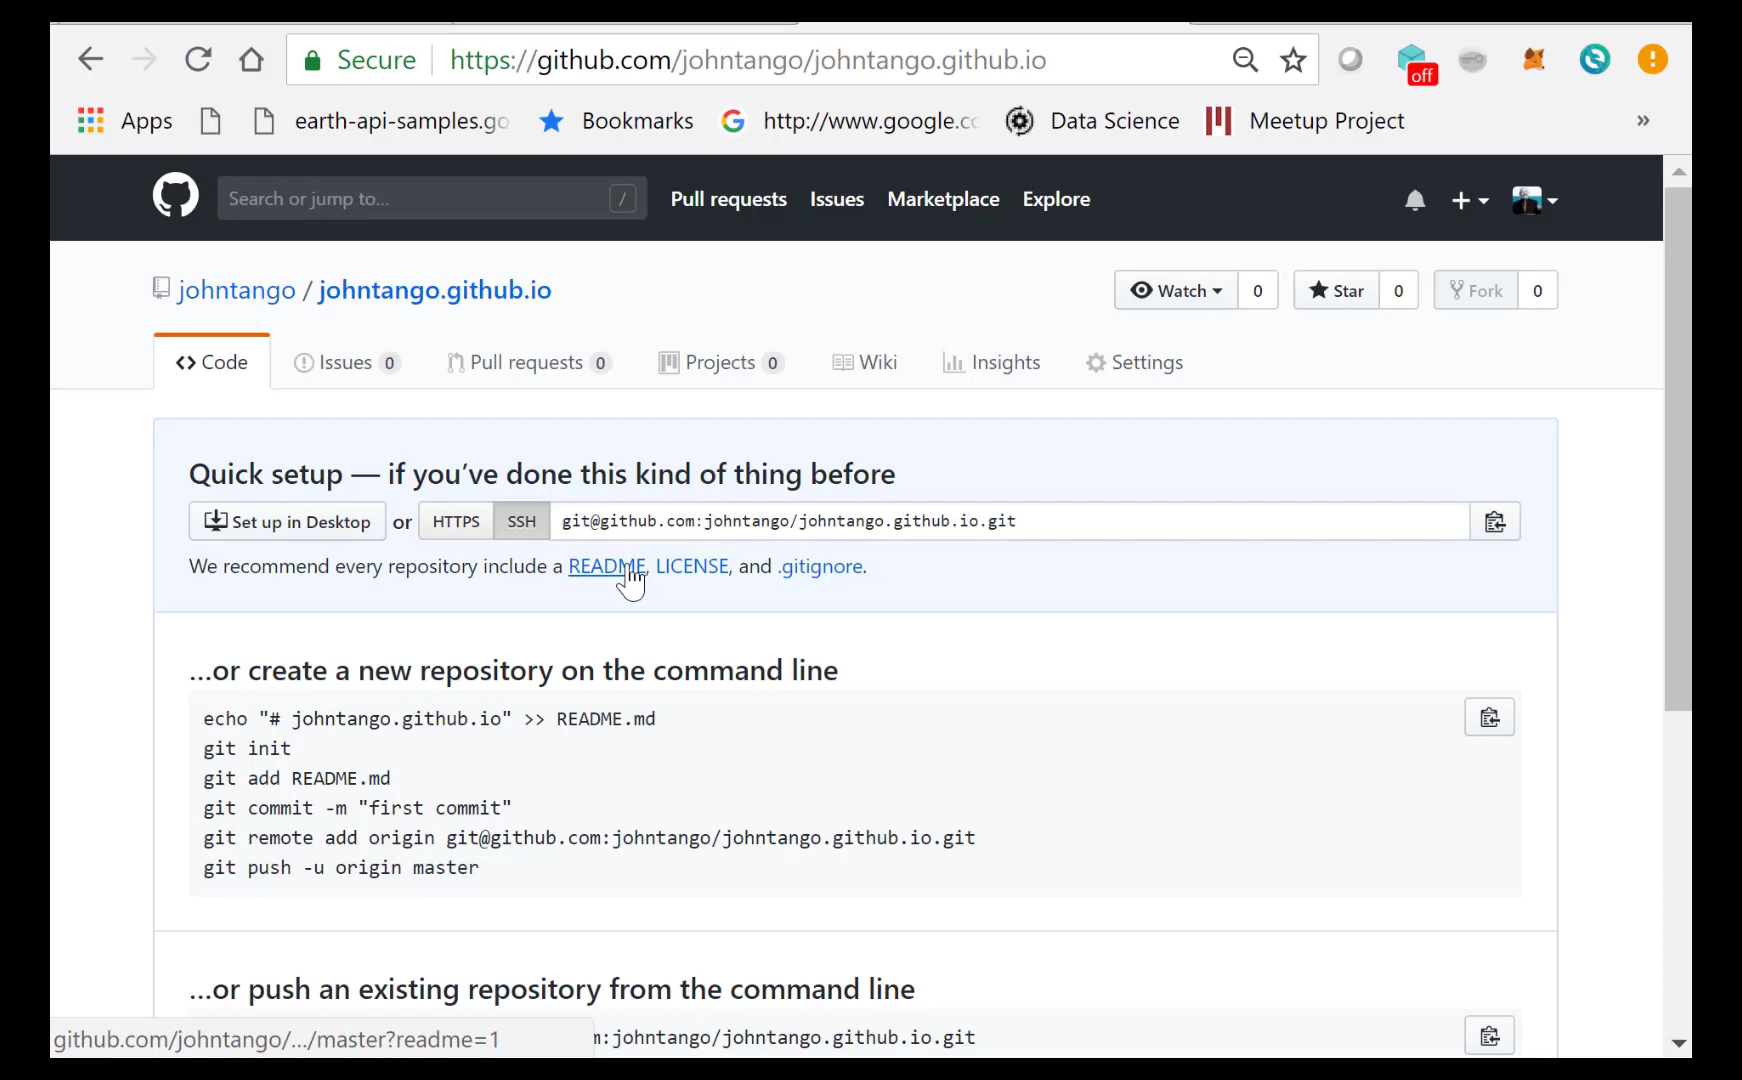 Secure https://github.com/johntango/johntango.github.io
off
Apps earth-api-samples.go Bookmarks http://www.google.cc Data Science Meetup Project »
Search or jump to... / Pull requests Issues Marketplace Explore
johntango / johntango.github.io Watch 0 Star 0 Fork 0
Code Issues 0 Pull requests 0 Projects 0 Wiki Insights Settings
Quick setup — if you’ve done this kind of thing before
Set up in Desktop or HTTPS SSH git@github.com:johntango/johntango.github.io.git
We recommend every repository include a README, LICENSE, and .gitignore.
…or create a new repository on the command line
echo "# johntango.github.io" >> README.md
git init
git add README.md
git commit -m "first commit"
git remote add origin git@github.com:johntango/johntango.github.io.git
git push -u origin master
…or push an existing repository from the command line
github.com/johntango/.../master?readme=1 :johntango/johntango.github.io.git